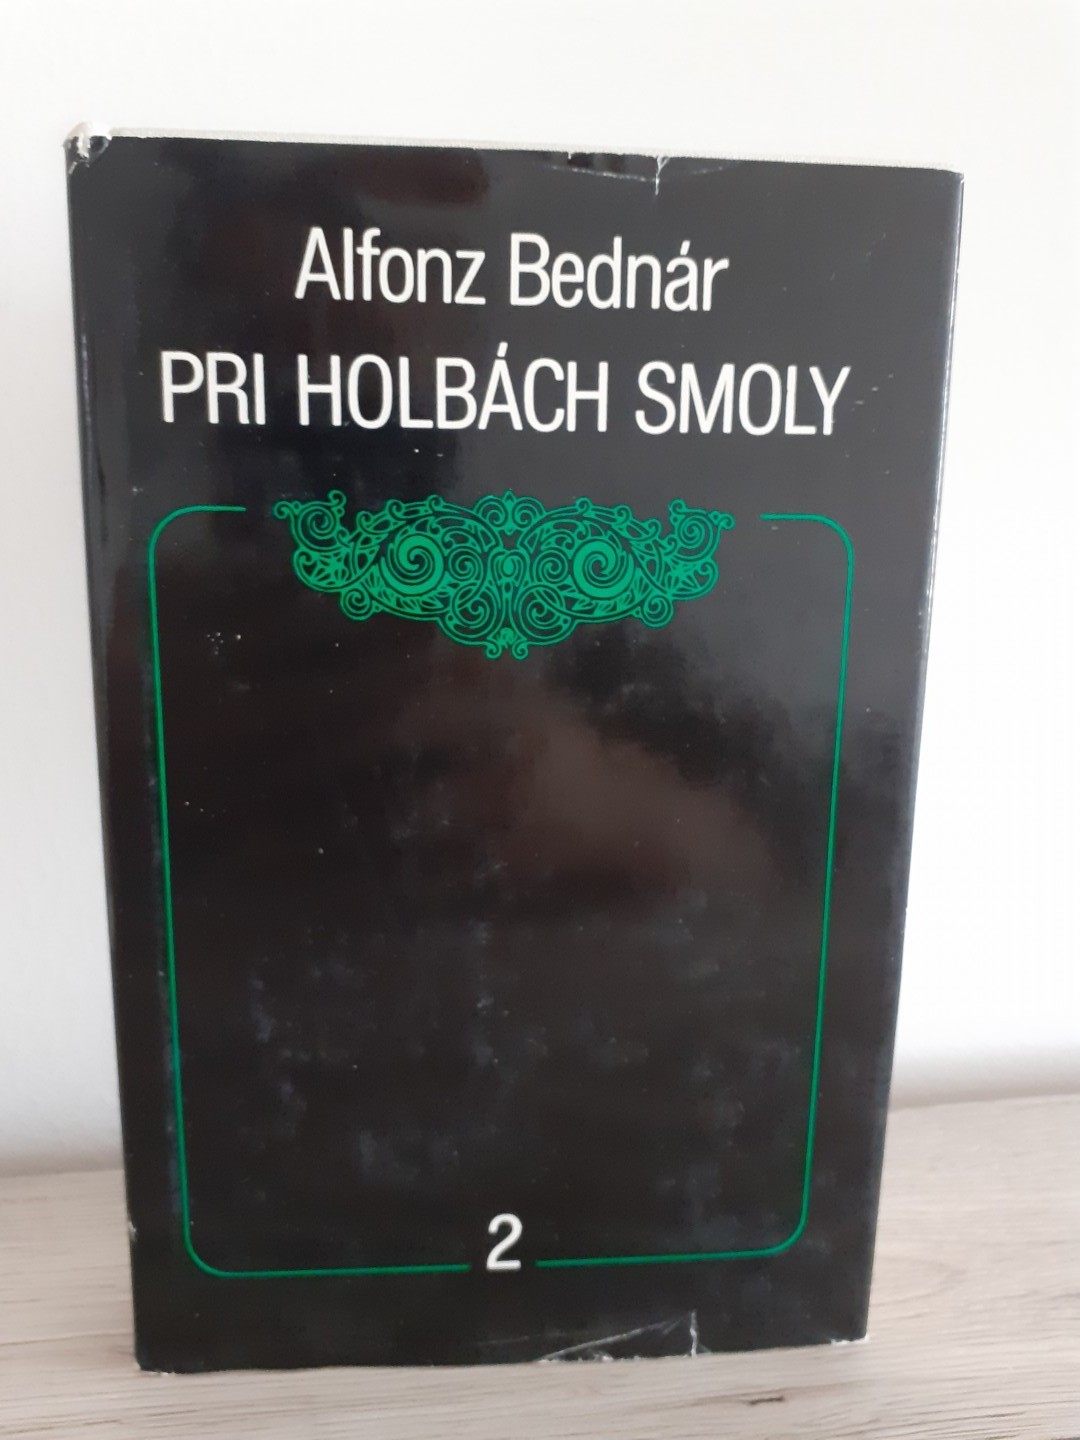 Alfonz Bednár
PRI HOLBÁCH SMOLY
2